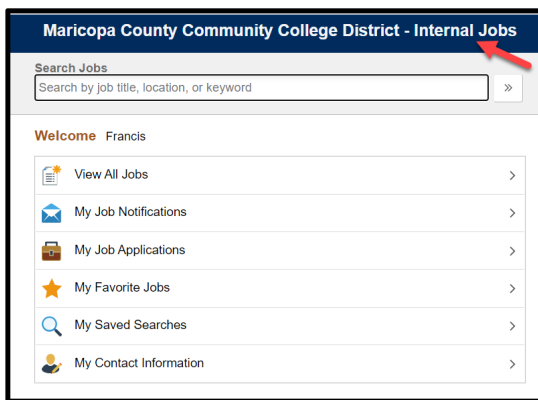 Maricopa County Community College District - Internal Jobs
Search Jobs
Search by job title, location, or keyword
»
Welcome Francis
View All Jobs
My Job Notifications
My Job Applications
My Favorite Jobs
My Saved Searches
My Contact Information